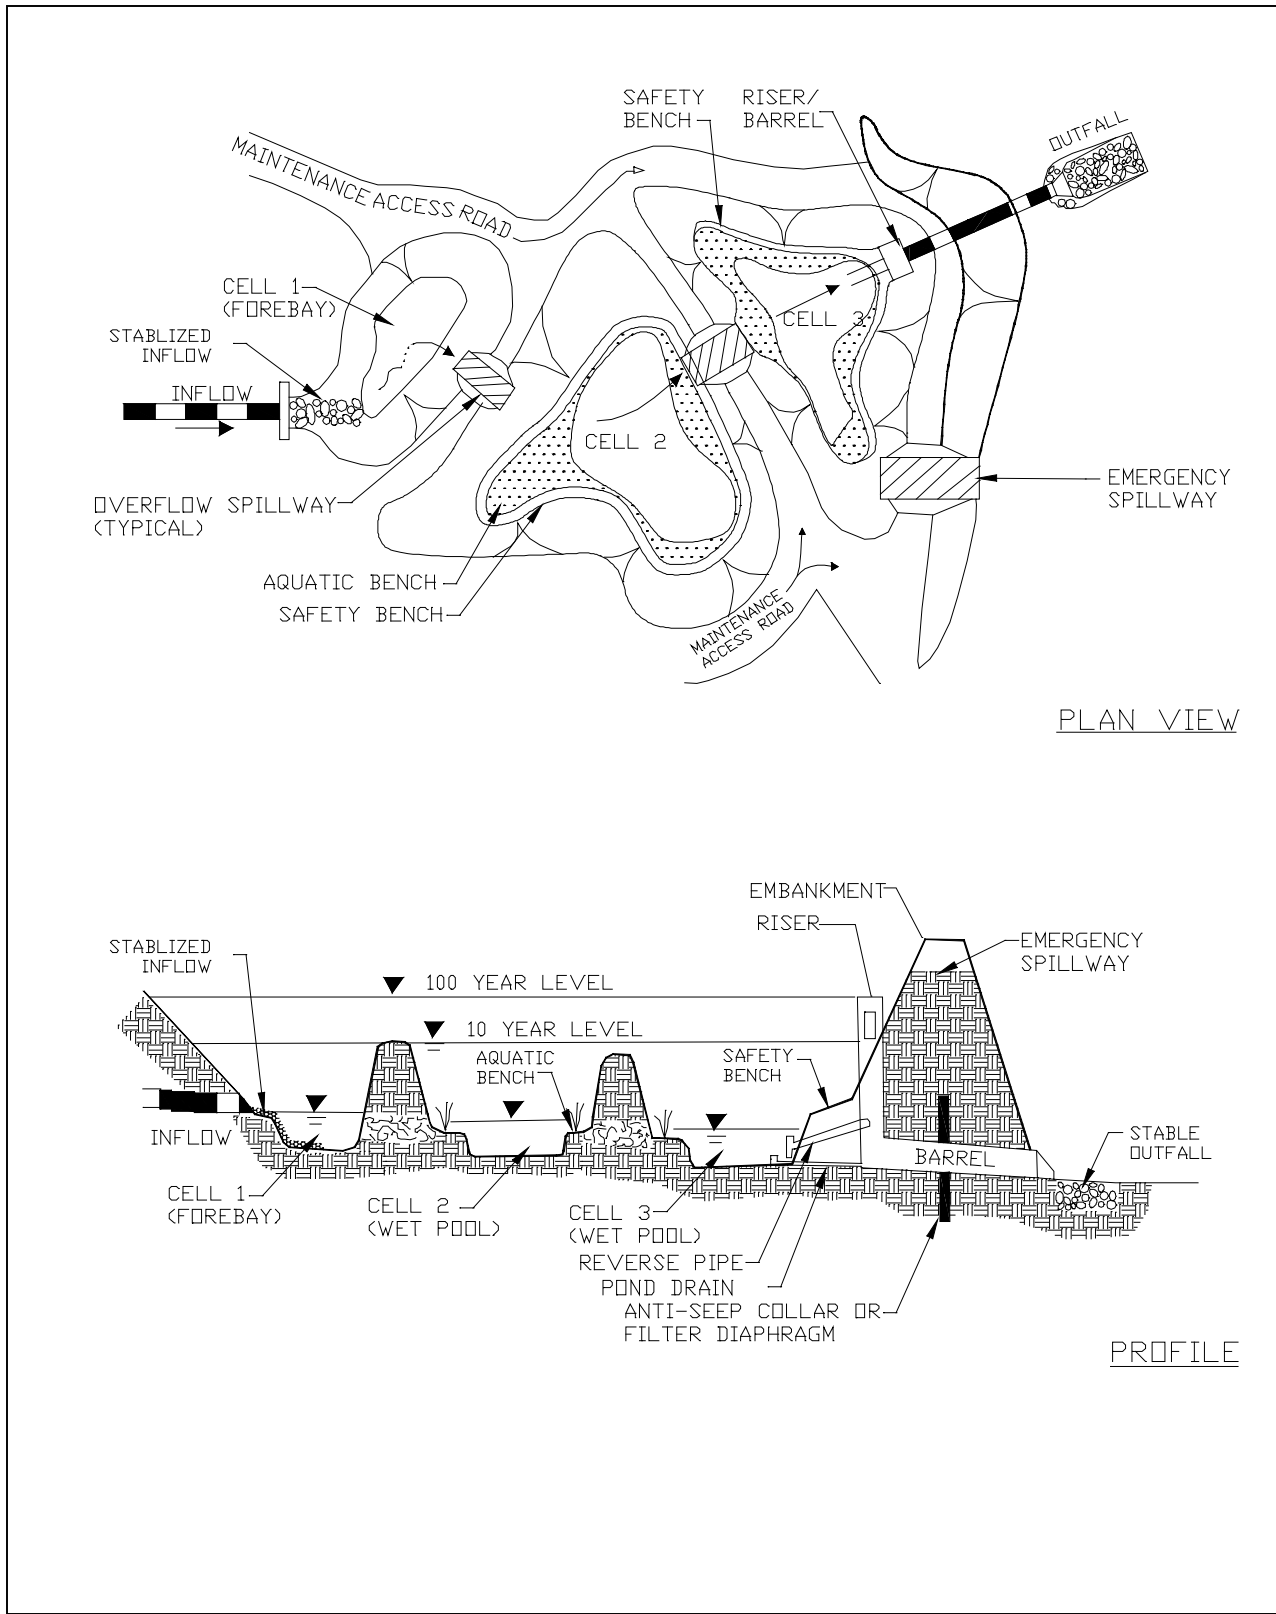 SAFETY
BENCH
RISER/
BARREL
OUTFALL
MAINTENANCE ACCESS ROAD
CELL 1
(FOREBAY)
STABLIZED
INFLOW
INFLOW
CELL 3
CELL 2
OVERFLOW SPILLWAY
(TYPICAL)
EMERGENCY
SPILLWAY
AQUATIC BENCH
SAFETY BENCH
MAINTENANCE
ACCESS ROAD
PLAN VIEW
EMBANKMENT
RISER
STABLIZED
INFLOW
EMERGENCY
SPILLWAY
100 YEAR LEVEL
10 YEAR LEVEL
AQUATIC
BENCH
SAFETY
BENCH
INFLOW
STABLE
OUTFALL
BARREL
CELL 1
(FOREBAY)
CELL 2
(WET POOL)
CELL 3
(WET POOL)
REVERSE PIPE
POND DRAIN
ANTI-SEEP COLLAR OR
FILTER DIAPHRAGM
PROFILE